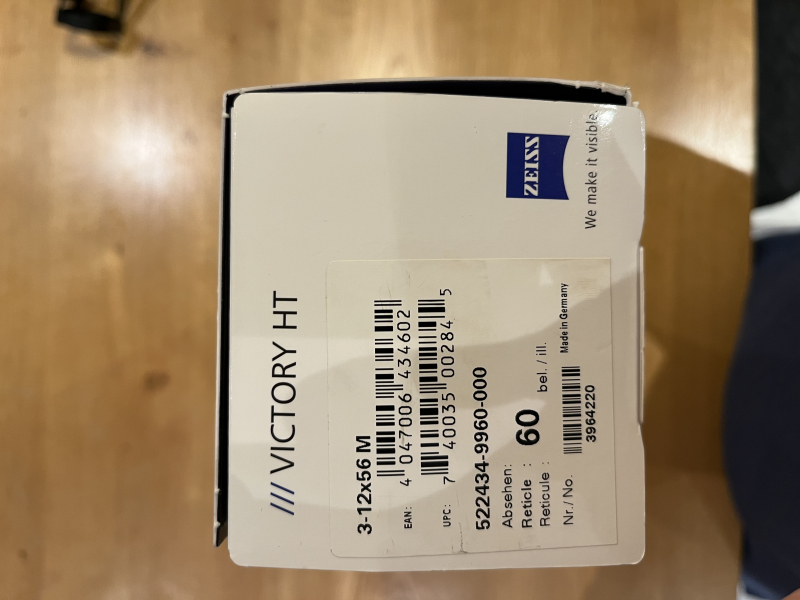 /// VICTORY HT
ZEISS
We make it visible.
3-12x56 M
EAN: 4 047006 434602
UPC: 7 40035 00284 5
522434-9960-000
Absehen:
Reticle : 60 bel./ill.
Reticule :
Nr./No. 3964220 Made in Germany